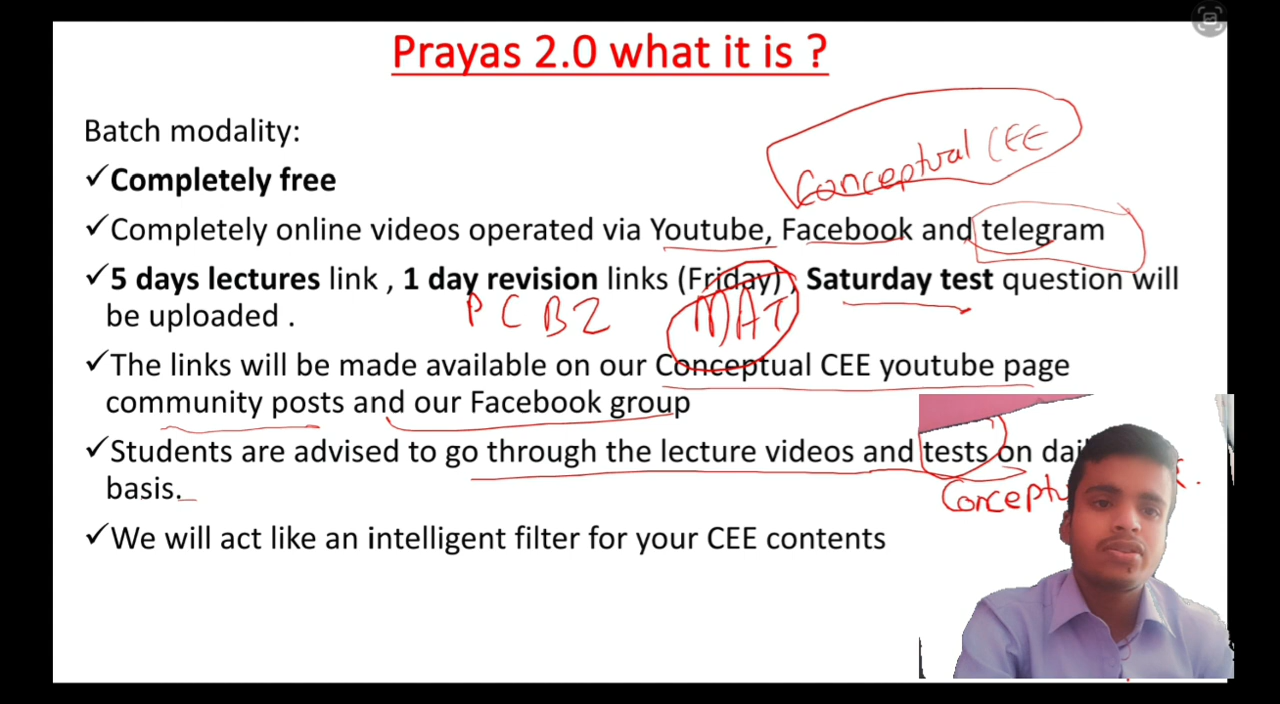 Prayas 2.0 what it is ?
Batch modality:
Conceptual CEE
✓Completely free
✓Completely online videos operated via Youtube, Facebook and telegram
✓5 days lectures link , 1 day revision links (Friday) , Saturday test question will
be uploaded .
P C B Z
MAT
✓The links will be made available on our Conceptual CEE youtube page
community posts and our Facebook group
✓Students are advised to go through the lecture videos and tests on
basis.
✓We will act like an intelligent filter for your CEE contents